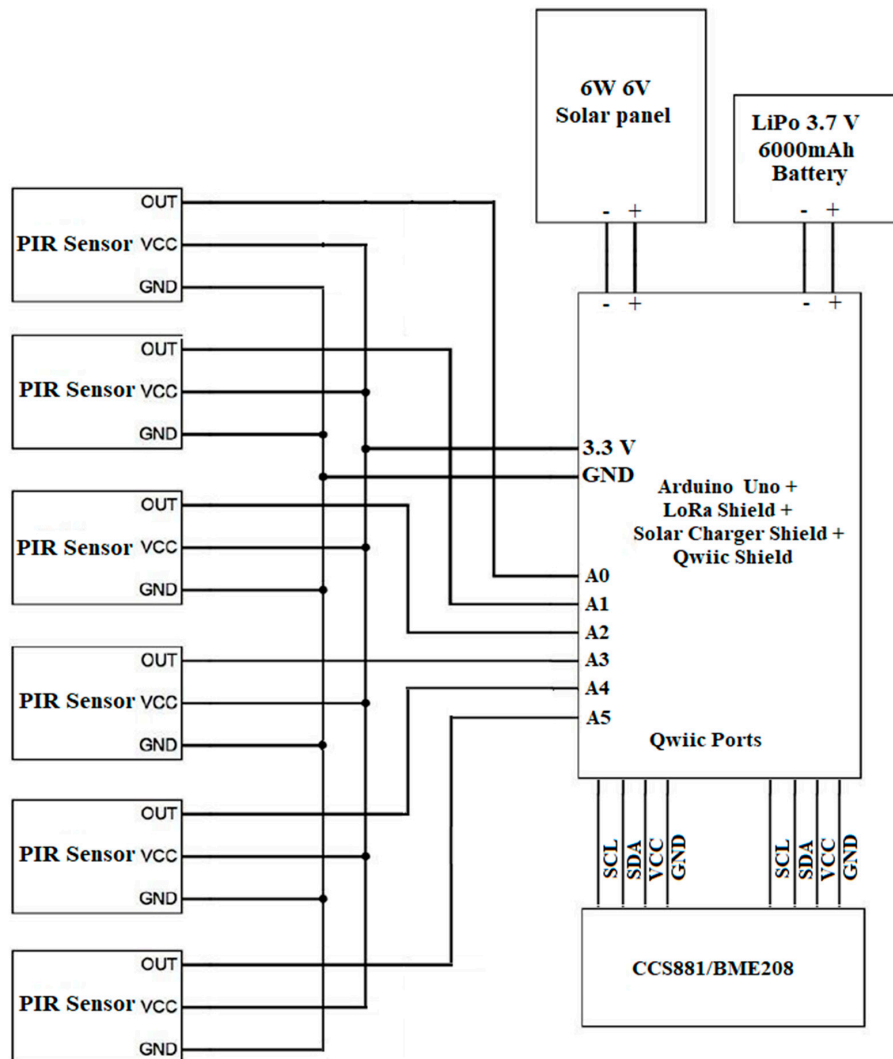 6W 6V
Solar panel
- +
LiPo 3.7 V
6000mAh
Battery
- +
OUT
PIR Sensor VCC
GND
OUT
PIR Sensor VCC
GND
OUT
PIR Sensor VCC
GND
OUT
PIR Sensor VCC
GND
OUT
PIR Sensor VCC
GND
OUT
PIR Sensor VCC
GND
- +
- +
3.3 V
GND
A0
A1
A2
A3
A4
A5
Arduino Uno +
LoRa Shield +
Solar Charger Shield +
Qwiic Shield
Qwiic Ports
SCL
SDA
VCC
GND
SCL
SDA
VCC
GND
CCS881/BME208